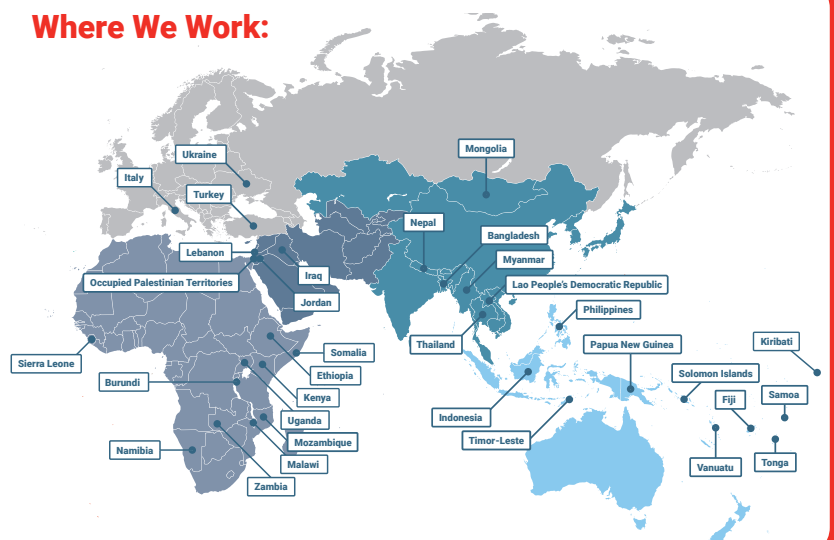 Where We Work:
Ukraine
Italy
Turkey
Mongolia
Nepal
Bangladesh
Lebanon
Myanmar
Iraq
Occupied Palestinian Territories
Lao People's Democratic Republic
Jordan
Philippines
Thailand
Papua New Guinea
Kiribati
Somalia
Sierra Leone
Solomon Islands
Ethiopia
Burundi
Samoa
Kenya
Fiji
Indonesia
Uganda
Timor-Leste
Mozambique
Namibia
Malawi
Vanuatu
Tonga
Zambia